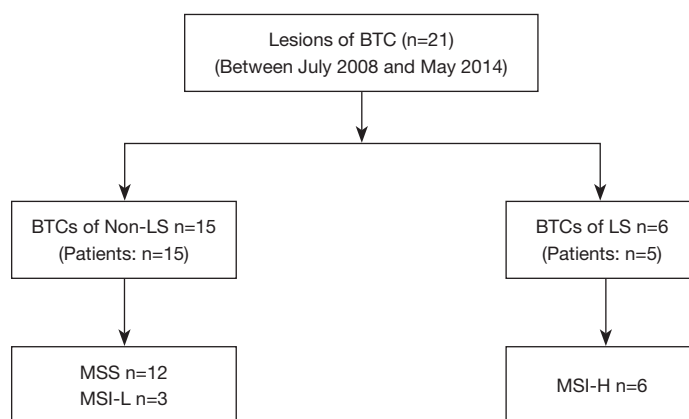 Lesions of BTC (n=21)
(Between July 2008 and May 2014)
BTCs of Non-LS n=15
(Patients: n=15)
BTCs of LS n=6
(Patients: n=5)
MSS n=12
MSI-L n=3
MSI-H n=6